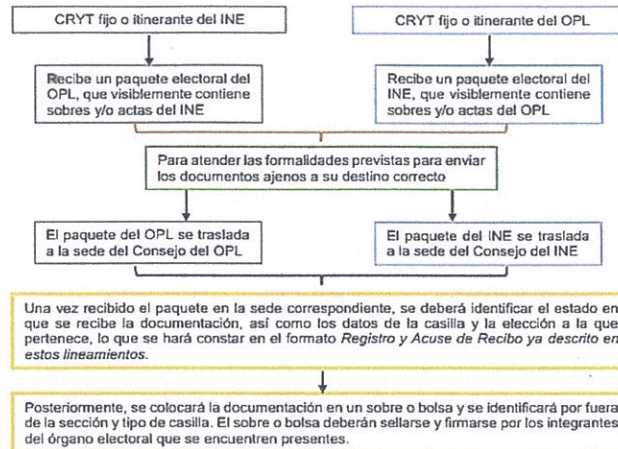 CRYT fijo o itinerante del INE
CRYT fijo o itinerante del OPL
Recibe un paquete electoral del
OPL, que visiblemente contiene
sobres y/o actas del INE
Recibe un paquete electoral del
INE, que visiblemente contiene
sobres y/o actas del OPL
Para atender las formalidades previstas para enviar
los documentos ajenos a su destino correcto
El paquete del OPL se traslada
a la sede del Consejo del OPL
El paquete del INE se traslada
a la sede del Consejo del INE
Una vez recibido el paquete en la sede correspondiente, se deberá identificar el estado en
que se recibe la documentación, así como los datos de la casilla y la elección a la que
pertenece, lo que se hará constar en el formato Registro y Acuse de Recibo ya descrito en
estos lineamientos.
Posteriormente, se colocará la documentación en un sobre o bolsa y se identificará por fuera
de la sección y tipo de casilla. El sobre o bolsa deberán sellarse y firmarse por los integrantes
del órgano electoral que se encuentren presentes.